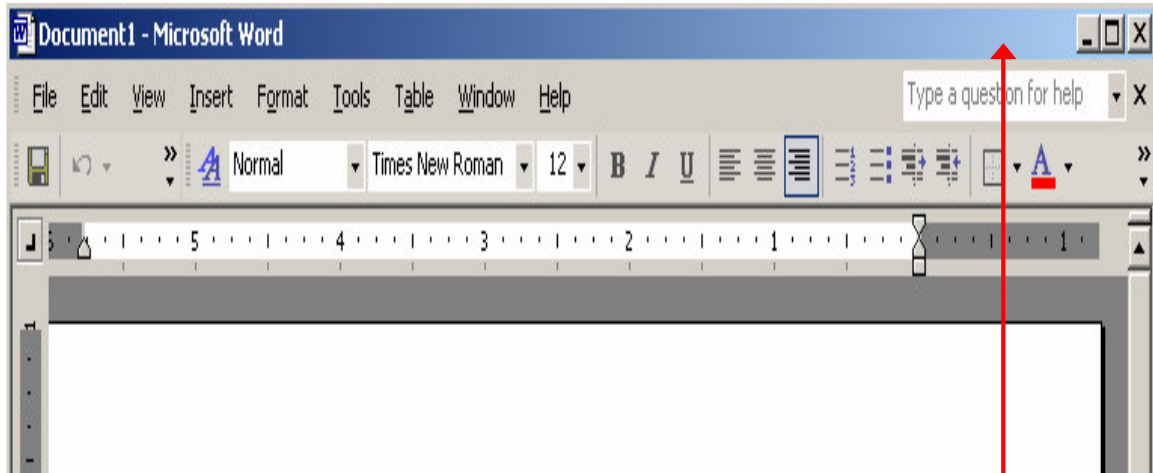 Document1 - Microsoft Word
File Edit View Insert Format Tools Table Window Help Type a question for help
Normal Times New Roman 12 B I U A
5 4 3 2 1 1
1